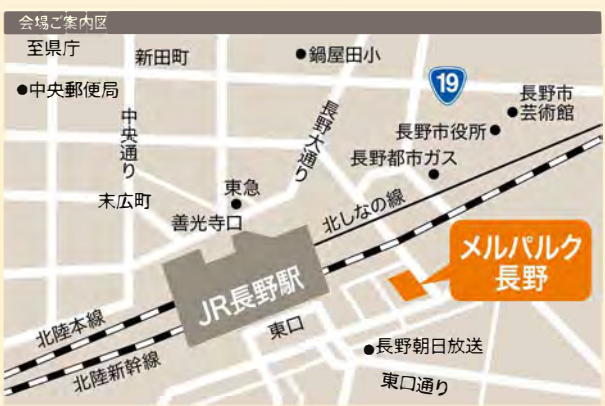 会場ご案内区
至県庁
新田町
鍋屋田小
中央郵便局
19
長野市
芸術館
中央通り
長野大通り
長野市役所
長野都市ガス
東急
末広町
善光寺口
北しなの線
メルパルク
長野
JR長野駅
東口
北陸本線
長野朝日放送
北陸新幹線
東口通り